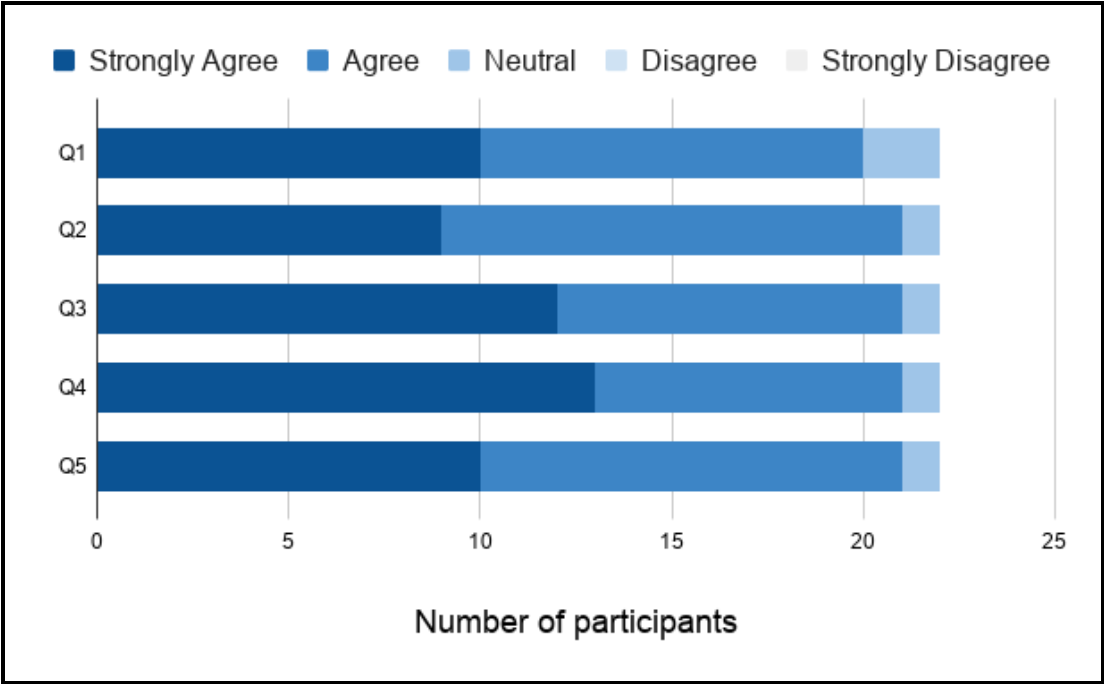 Strongly Agree Agree Neutral Disagree Strongly Disagree
Q1
Q2
Q3
Q4
Q5
0 5 10 15 20 25
Number of participants